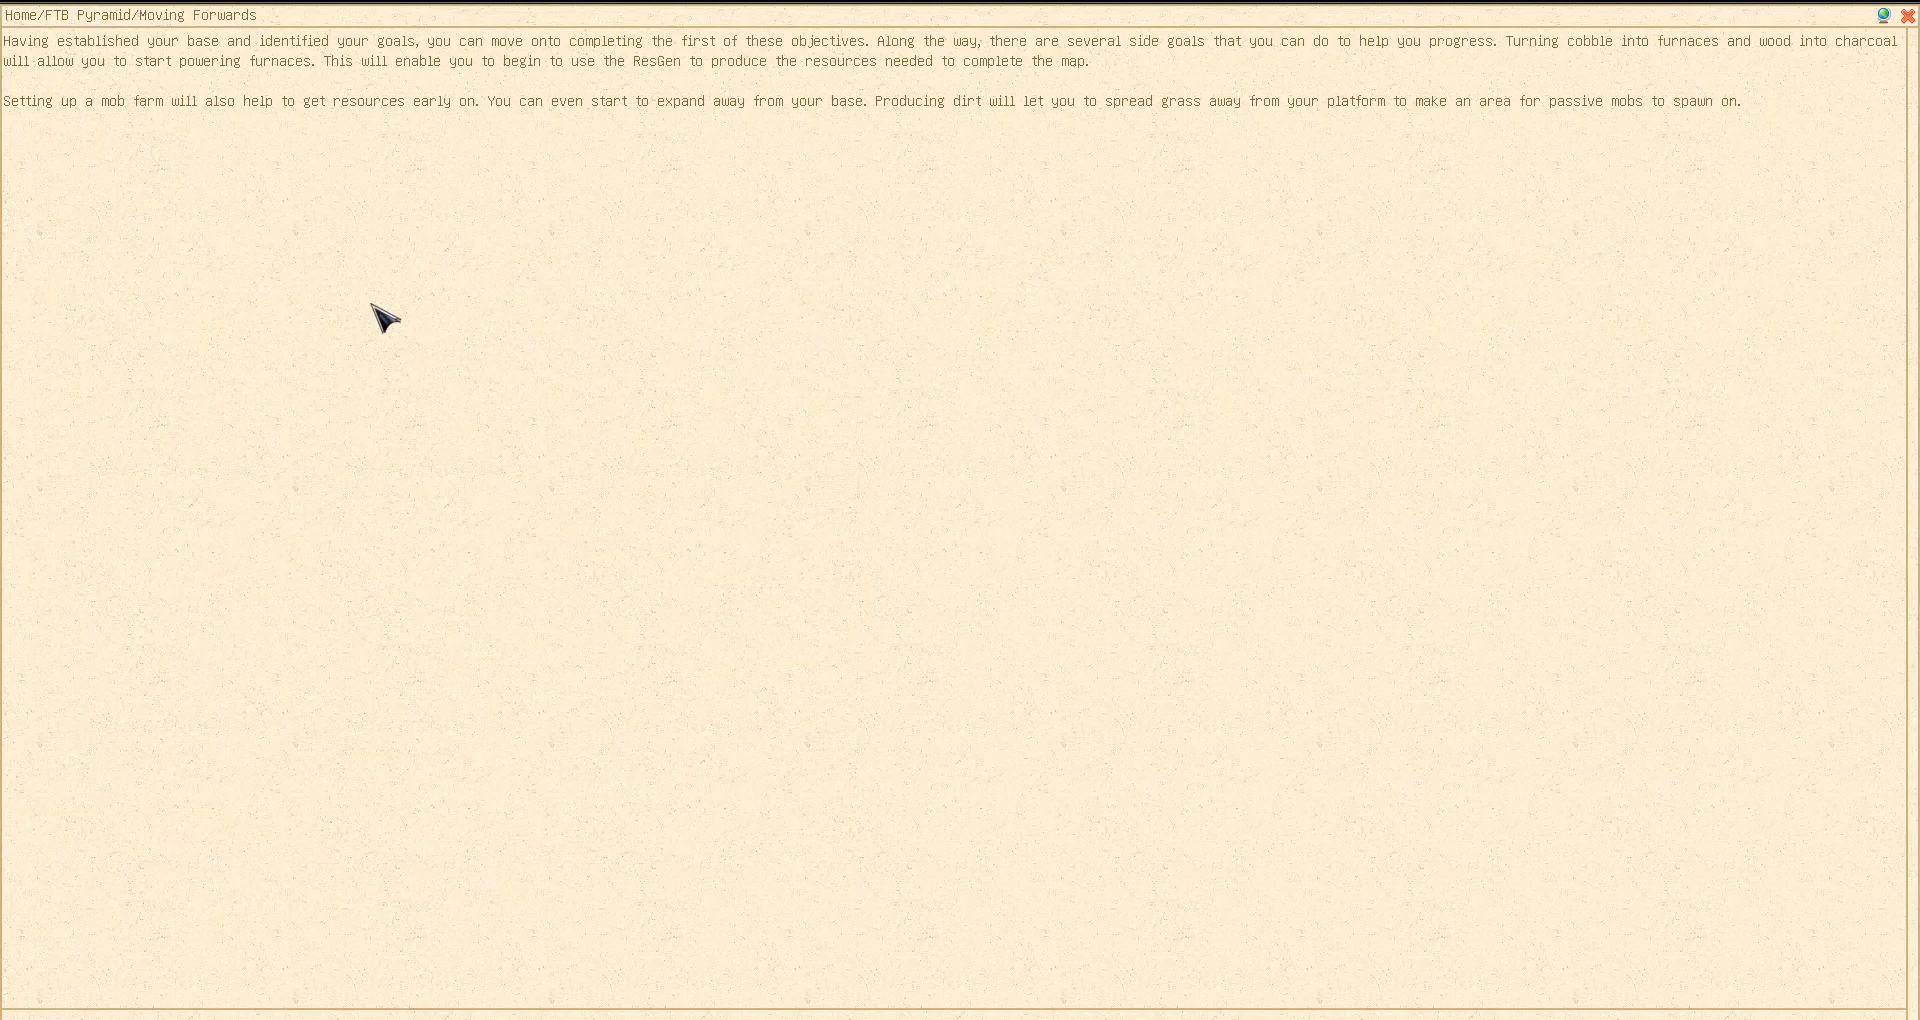 Home/FTB Pyramid/Moving Forwards
Having established your base and identified your goals, you can move onto completing the first of these objectives. Along the way, there are several side goals that you can do to help you progress. Turning cobble into furnaces and wood into charcoal
will allow you to start powering furnaces. This will enable you to begin to use the ResGen to produce the resources needed to complete the map.
Setting up a mob farm will also help to get resources early on. You can even start to expand away from your base. Producing dirt will let you to spread grass away from your platform to make an area for passive mobs to spawn on.